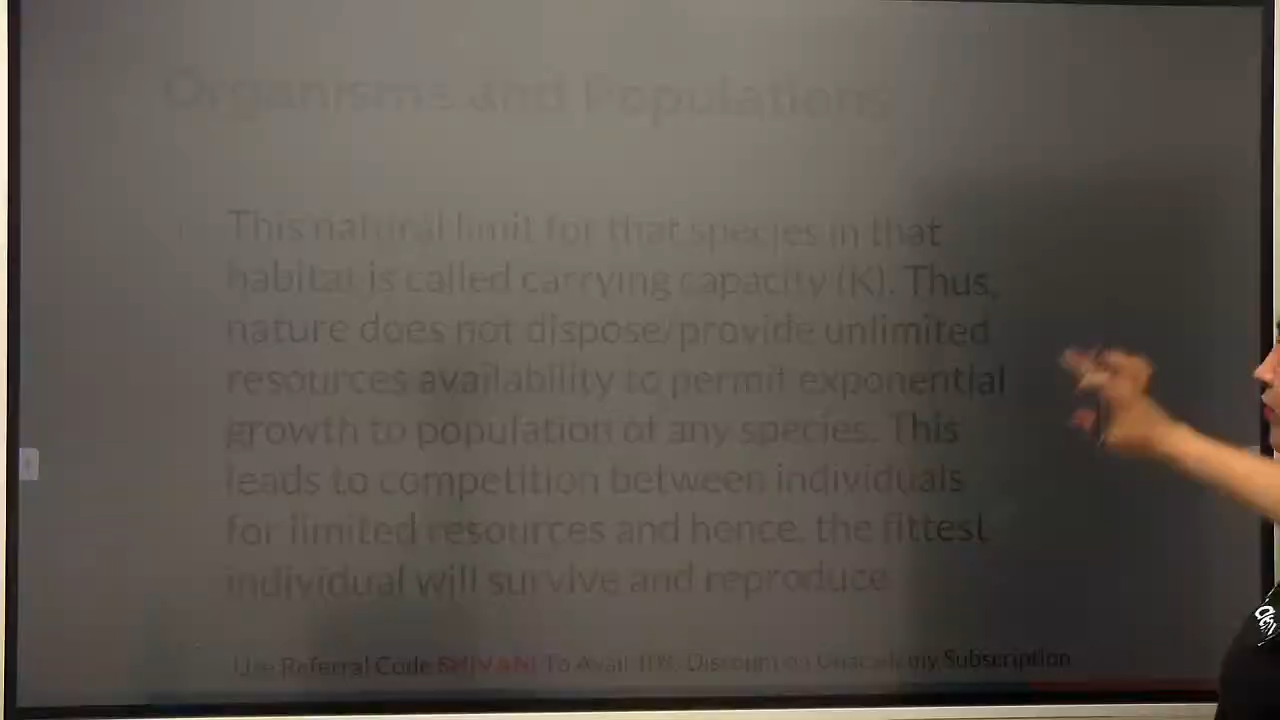 Organisms and Populations
This natural limit for that species in that
habitat is called carrying capacity (K). Thus,
nature does not dispose/provide unlimited
resources availability to permit exponential
growth to population of any species. This
leads to competition between individuals
for limited resources and hence, the fittest
individual will survive and reproduce
Use Referral Code SHIVANI To Avail 10% Discount on Unacademy Subscription